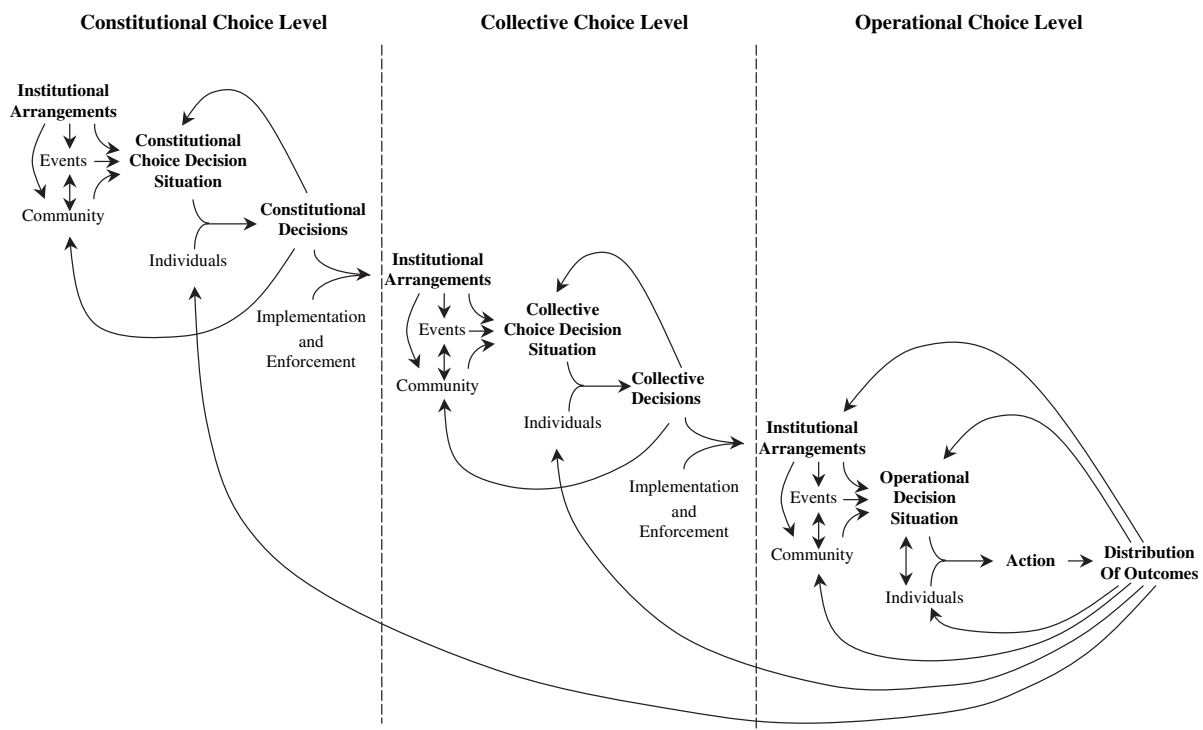 Constitutional Choice Level
Collective Choice Level
Operational Choice Level
Institutional
Arrangements
Events
Community
Constitutional
Choice Decision
Situation
Individuals
Constitutional
Decisions
Implementation
and
Enforcement
Institutional
Arrangements
Events
Community
Collective
Choice Decision
Situation
Individuals
Collective
Decisions
Implementation
and
Enforcement
Institutional
Arrangements
Events
Community
Operational
Decision
Situation
Individuals
Action
Distribution
Of Outcomes